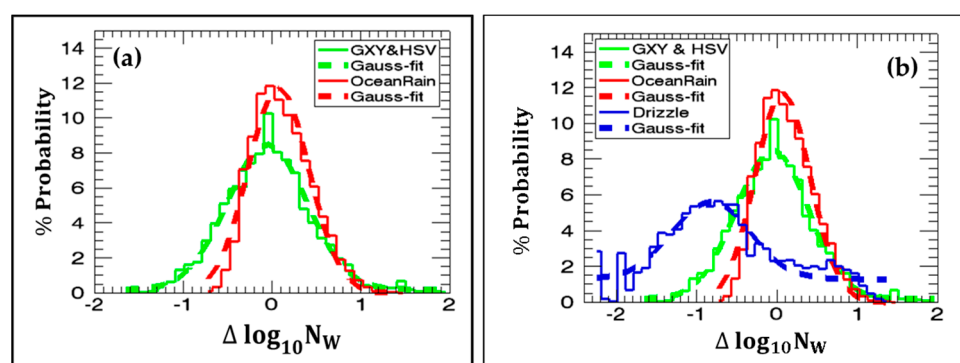 (a)
GXY&HSV
Gauss-fit
OceanRain
Gauss-fit
% Probability
14
12
10
8
6
4
2
0
-2
-1
0
1
2
Δ log₁₀N_W
(b)
GXY & HSV
Gauss-fit
OceanRain
Gauss-fit
Drizzle
Gauss-fit
% Probability
14
12
10
8
6
4
2
0
-2
-1
0
1
2
Δ log₁₀N_W